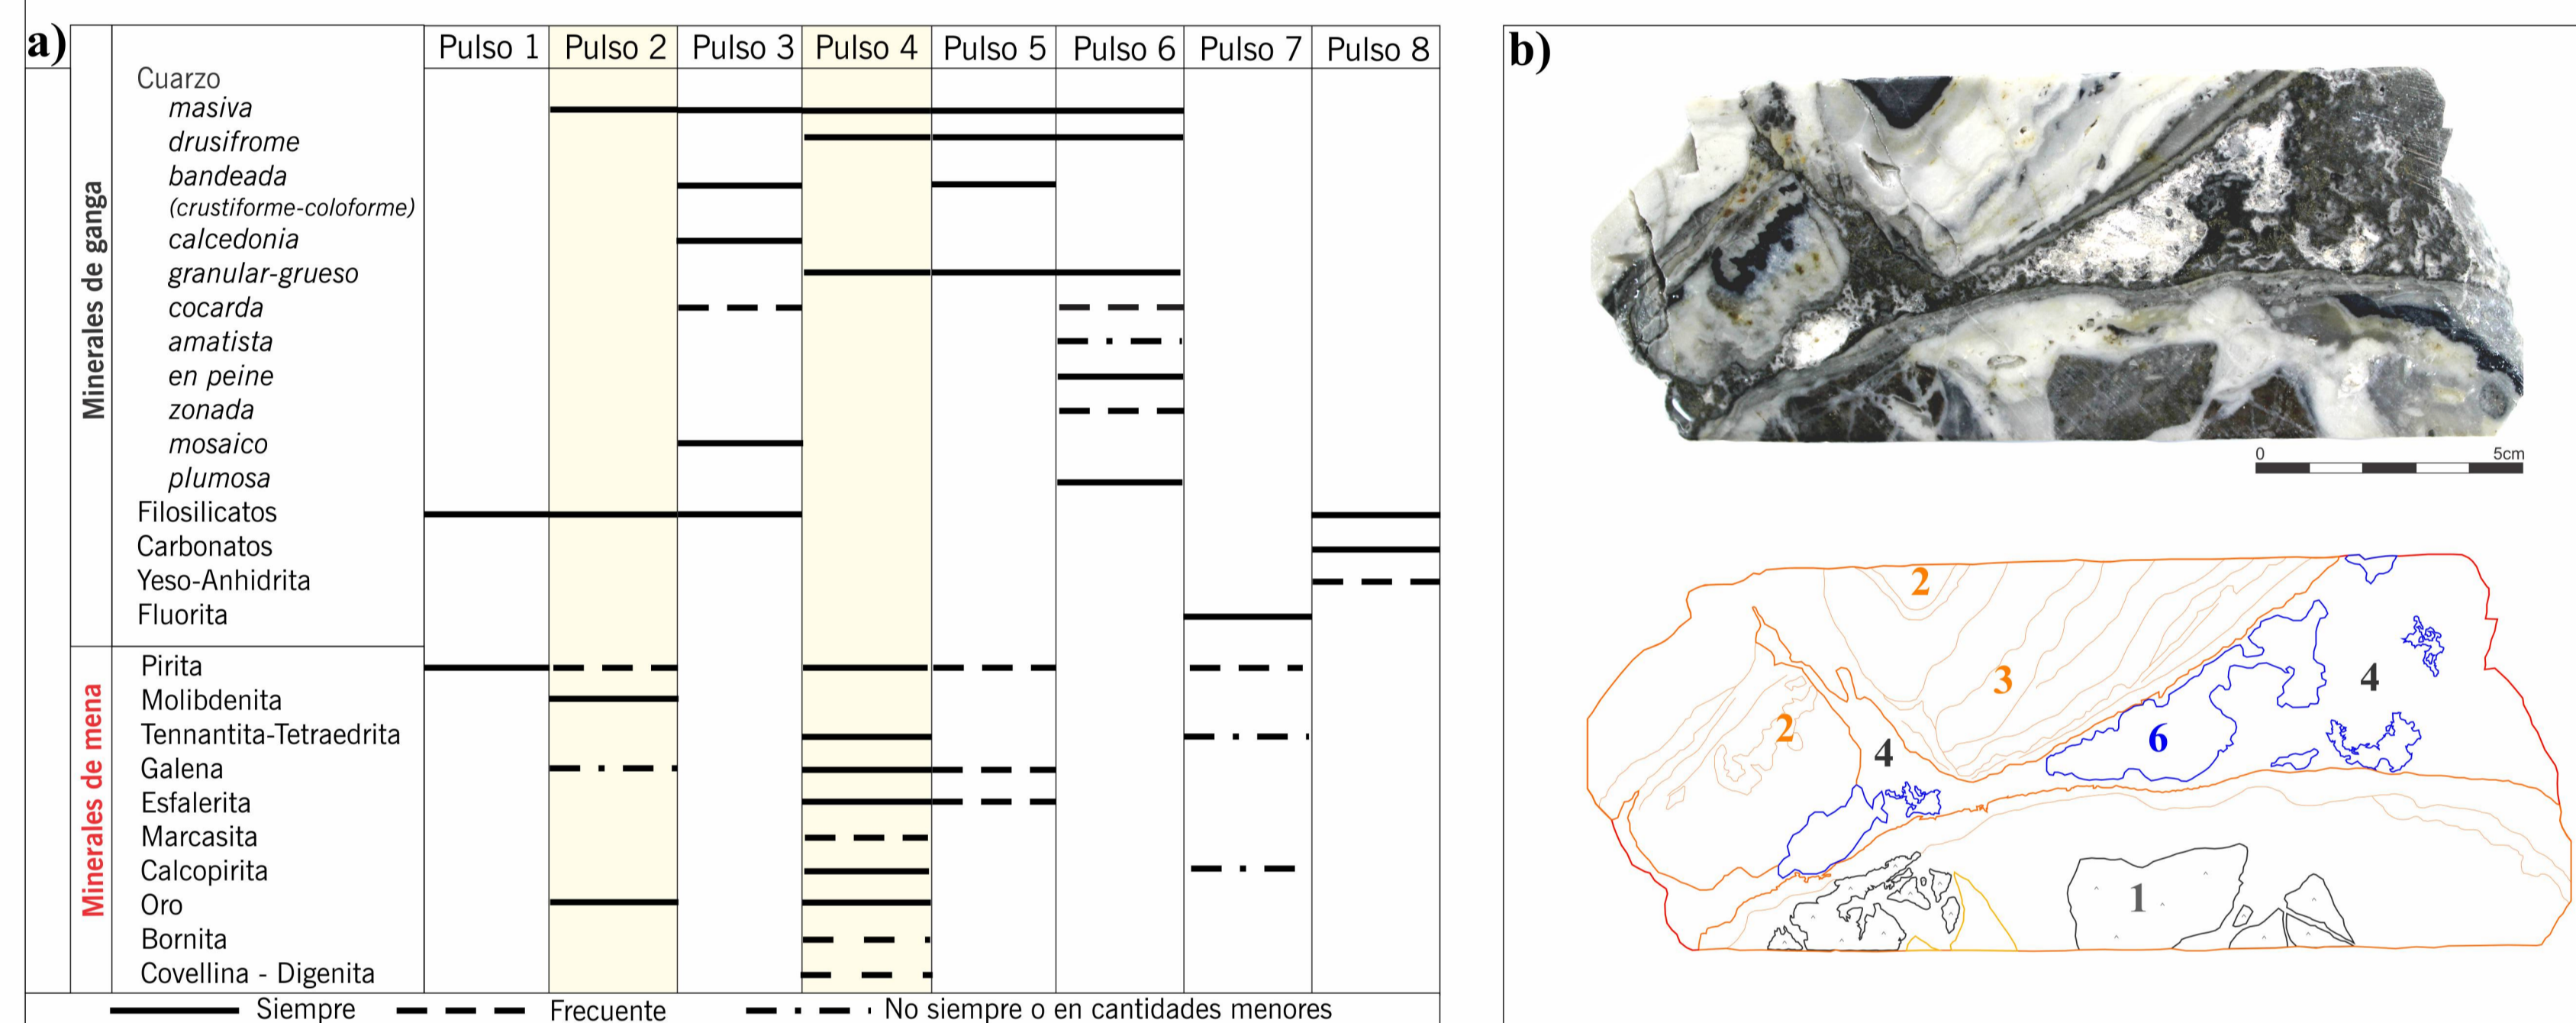 a)
Pulso 1 Pulso 2 Pulso 3 Pulso 4 Pulso 5 Pulso 6 Pulso 7 Pulso 8
Minerales de ganga
Cuarzo
masiva
drusifrome
bandeada
(crustiforme-coloforme)
calcedonia
granular-grueso
cocarda
amatista
en peine
zonada
mosaico
plumosa
Filosilicatos
Carbonatos
Yeso-Anhidrita
Fluorita
Minerales de mena
Pirita
Molibdenita
Tennantita-Tetraedrita
Galena
Esfalerita
Marcasita
Calcopirita
Oro
Bornita
Covellina - Digenita
Siempre Frecuente No siempre o en cantidades menores
b)
0 5cm
2
3
4
2
4
6
1